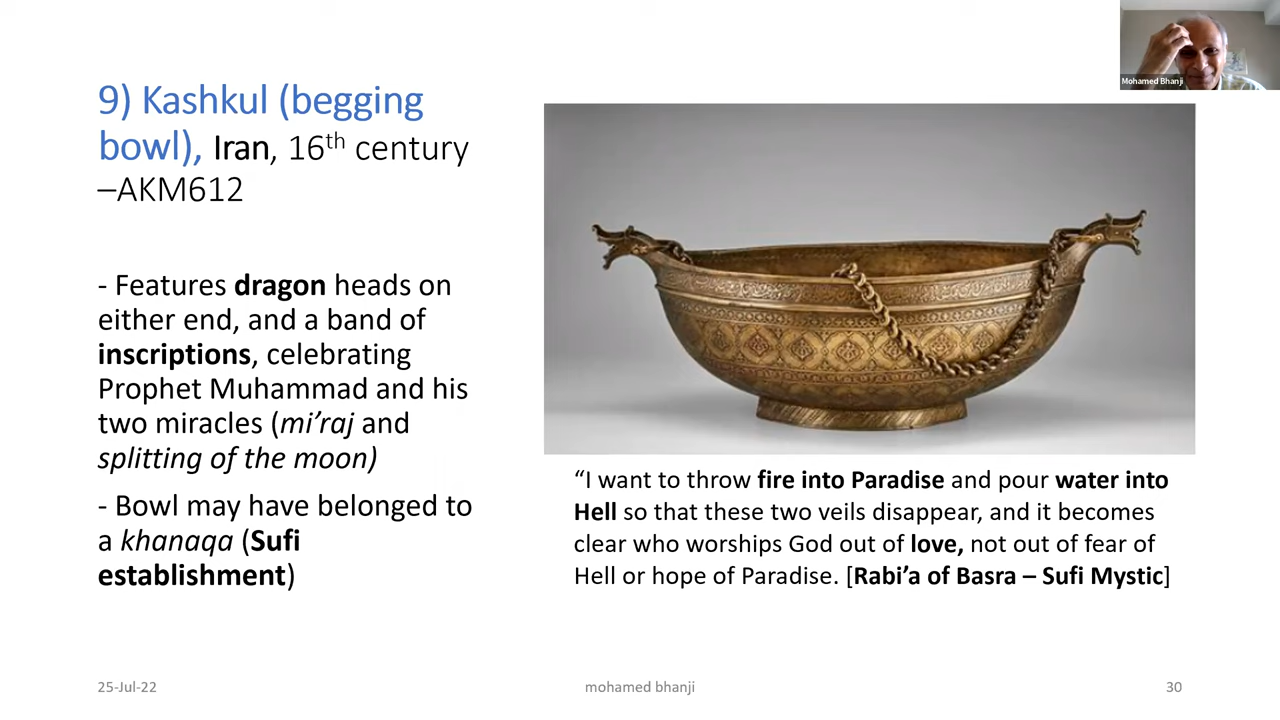 Mohamed Bhanji
9) Kashkul (begging
bowl), Iran, 16th century
–AKM612
- Features dragon heads on
either end, and a band of
inscriptions, celebrating
Prophet Muhammad and his
two miracles (mi’raj and
splitting of the moon)
- Bowl may have belonged to
a khanaqa (Sufi
establishment)
“I want to throw fire into Paradise and pour water into
Hell so that these two veils disappear, and it becomes
clear who worships God out of love, not out of fear of
Hell or hope of Paradise. [Rabi’a of Basra – Sufi Mystic]
25-Jul-22
mohamed bhanji
30